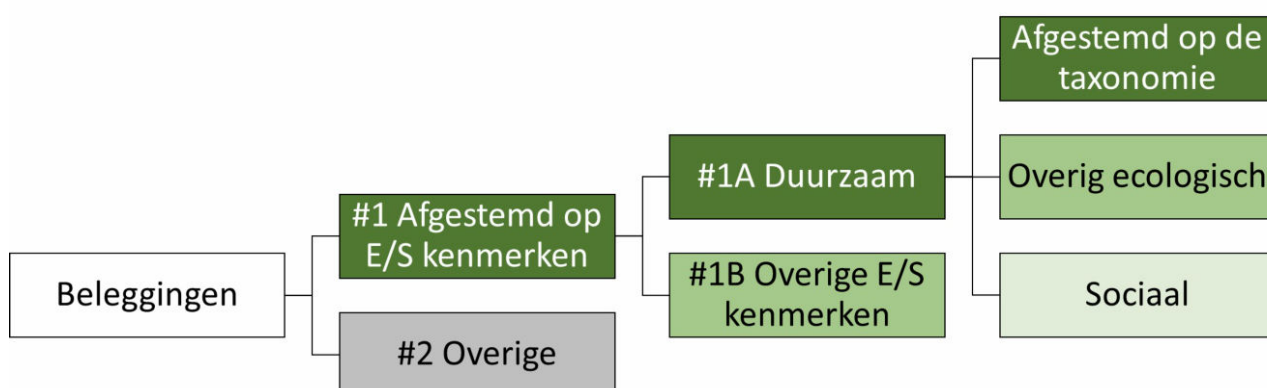 Beleggingen
#1 Afgestemd op
E/S kenmerken
#2 Overige
#1A Duurzaam
#1B Overige E/S
kenmerken
Afgestemd op de
taxonomie
Overig ecologisch
Sociaal